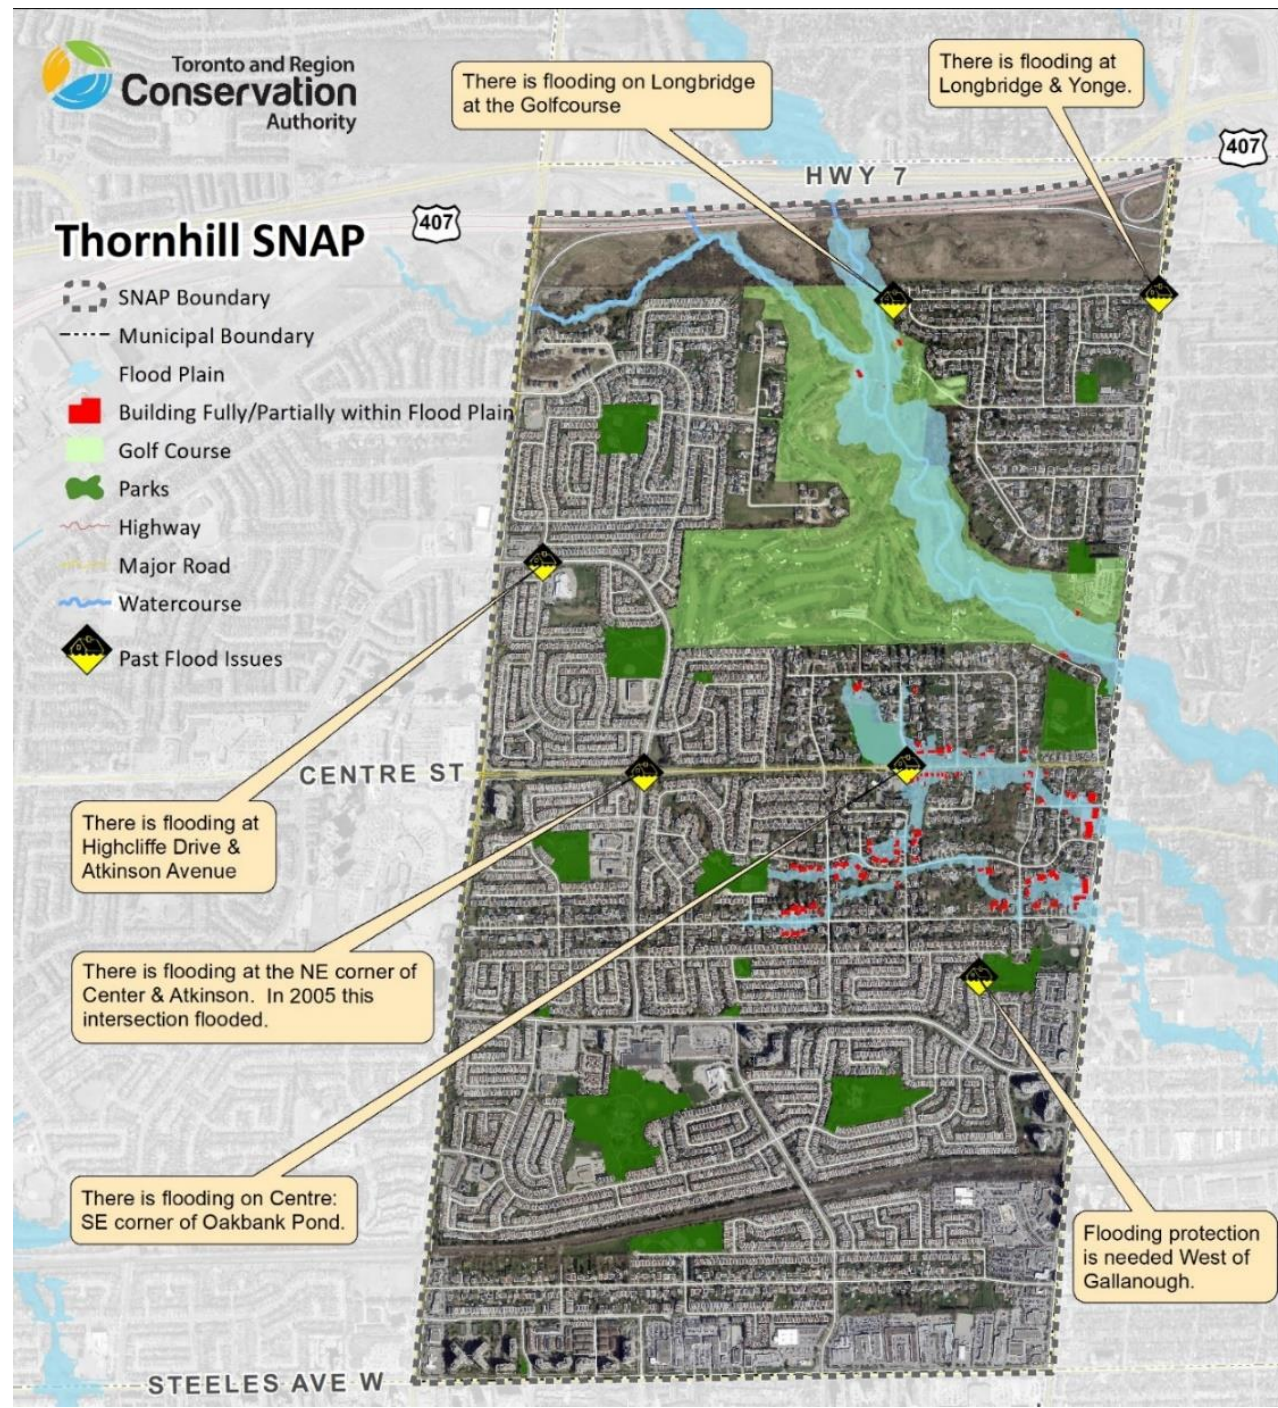 Toronto and Region
Conservation
Authority
There is flooding on Longbridge
at the Golfcourse
There is flooding at
Longbridge & Yonge.
407
HWY 7
407
Thornhill SNAP
SNAP Boundary
Municipal Boundary
Flood Plain
Building Fully/Partially within Flood Plain
Golf Course
Parks
Highway
Major Road
Watercourse
Past Flood Issues
CENTRE ST
There is flooding at
Highcliffe Drive &
Atkinson Avenue
There is flooding at the NE corner of
Center & Atkinson. In 2005 this
intersection flooded.
There is flooding on Centre:
SE corner of Oakbank Pond.
Flooding protection
is needed West of
Gallanough.
STEELES AVE W